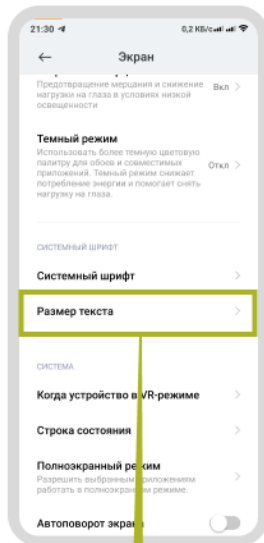 21:30
0,2 КБ/с
Экран
Предотвращение мерцания и снижение
нагрузки на глаза в условиях низкой
освещенности
Вкл
Темный режим
Использовать более темную цветовую
палитру для обоев и совместимых
приложений. Темный режим снижает
потребление энергии и помогает снять
нагрузку на глаза.
Откл
СИСТЕМНЫЙ ШРИФТ
Системный шрифт
Размер текста
СИСТЕМА
Когда устройство в VR-режиме
Строка состояния
Полноэкранный режим
Разрешить выбранным приложениям
работать в полноэкранном режиме.
Автоповорот экрана